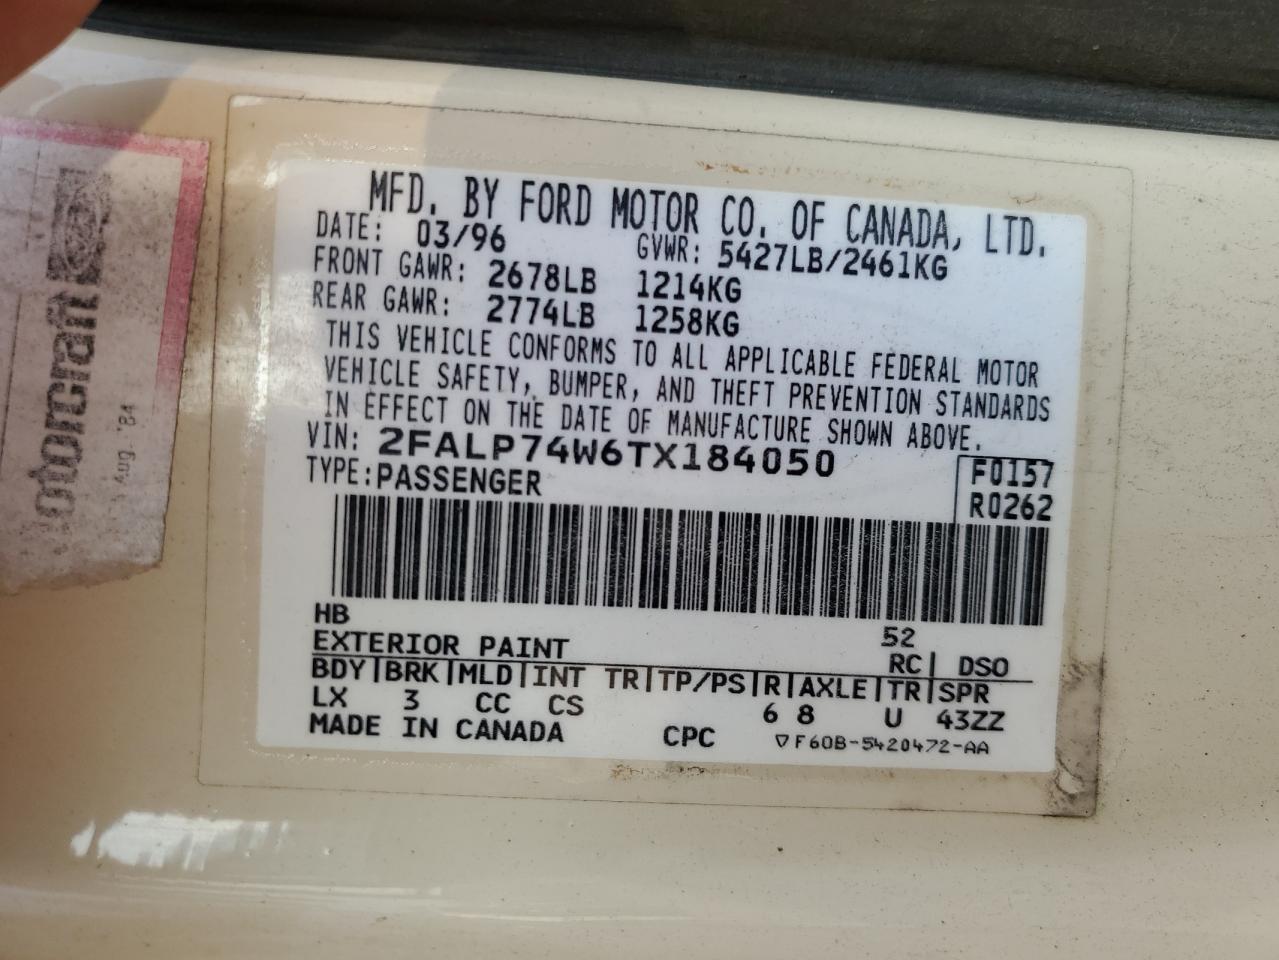 MFD. BY FORD MOTOR CO. OF CANADA, LTD.
DATE: 03/96 GVWR: 5427LB/2461KG
FRONT GAWR: 2678LB 1214KG
REAR GAWR: 2774LB 1258KG
THIS VEHICLE CONFORMS TO ALL APPLICABLE FEDERAL MOTOR
VEHICLE SAFETY, BUMPER, AND THEFT PREVENTION STANDARDS
IN EFFECT ON THE DATE OF MANUFACTURE SHOWN ABOVE.
VIN: 2FALP74W6TX184050
TYPE: PASSENGER
F0157
R0262
HB
EXTERIOR PAINT 52
RC| DSO
BDY|BRK|MLD|INT TR|TP/PS|R|AXLE|TR|SPR
LX 3 CC CS 6 8 U 43ZZ
MADE IN CANADA CPC ▽F60B-5420472-AA
otorcraft
Aug. '84